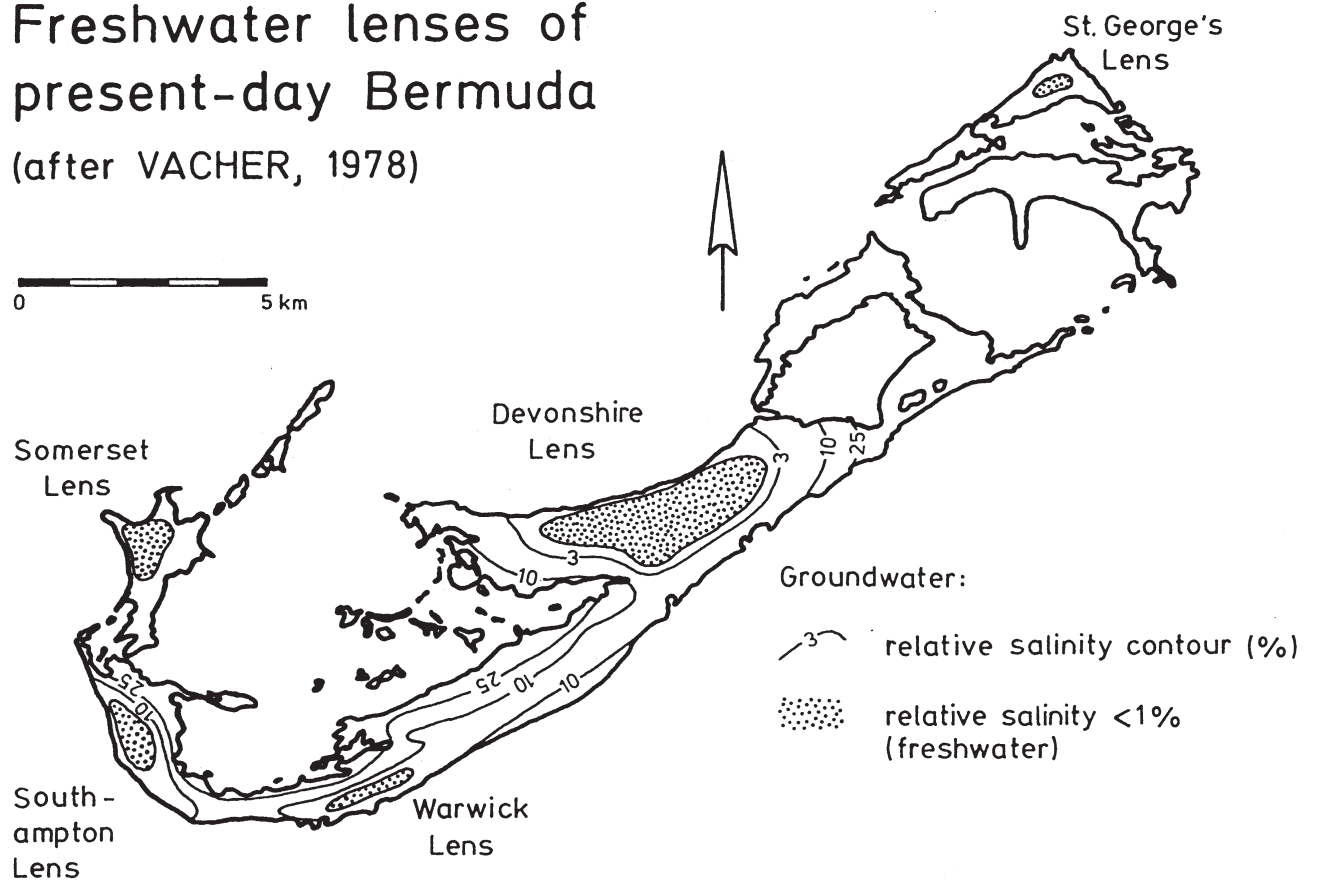 Freshwater lenses of
present-day Bermuda
(after VACHER, 1978)
0 5 km
St. George's
Lens
Devonshire
Lens
Somerset
Lens
3
10
25
3
10
25
10
10
25
10
South-
ampton
Lens
Warwick
Lens
Groundwater:
3 relative salinity contour (%)
relative salinity <1%
(freshwater)